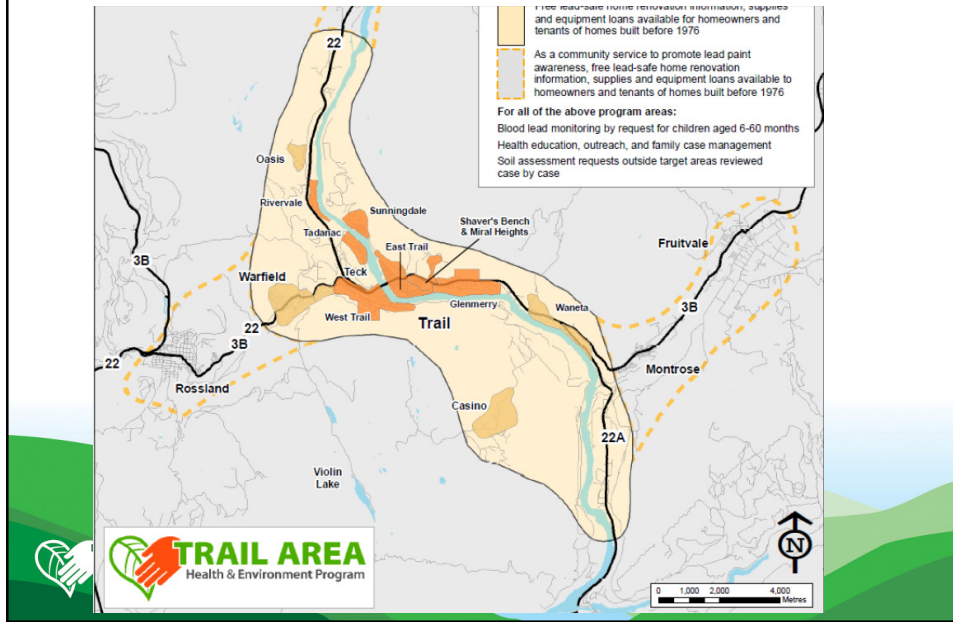 Free lead-safe home renovation information, supplies
and equipment loans available for homeowners and
tenants of homes built before 1976
As a community service to promote lead paint
awareness, free lead-safe home renovation
information, supplies and equipment loans available to
homeowners and tenants of homes built before 1976
For all of the above program areas:
Blood lead monitoring by request for children aged 6-60 months
Health education, outreach, and family case management
Soil assessment requests outside target areas reviewed
case by case
22
Oasis
Rivervale
Sunningdale
Shaver's Bench
& Miral Heights
Tadanac
East Trail
Fruitvale
3B
Teck
Warfield
Glenmerry
Waneta
3B
West Trail
Trail
22
3B
22
Rossland
Montrose
Casino
22A
Violin
Lake
N
TRAIL AREA
Health & Environment Program
0 1,000 2,000 4,000
Metres